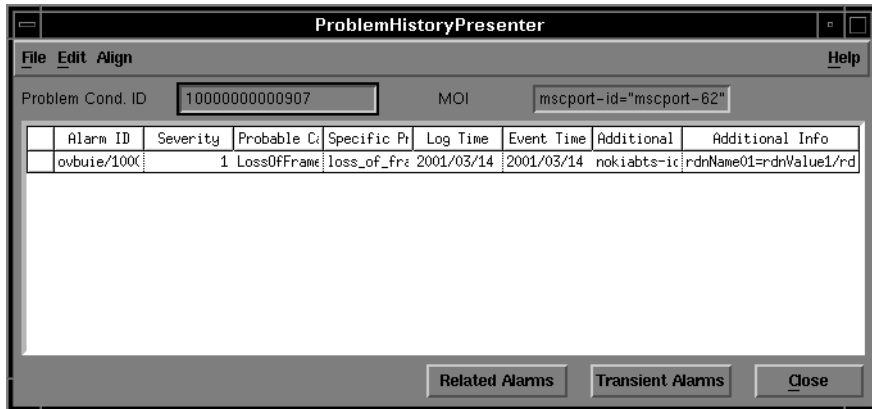 ProblemHistoryPresenter
File Edit Align Help
Problem Cond. ID 10000000000907 MOI mscport-id="mscport-62"
Alarm ID Severity Probable Ca Specific Pr Log Time Event Time Additional Additional Info
ovbuie/100( 1 LossOfFrame loss_of_fra 2001/03/14 2001/03/14 nokiabts-id rdnName01=rdnValue1/rd
Related Alarms Transient Alarms Close